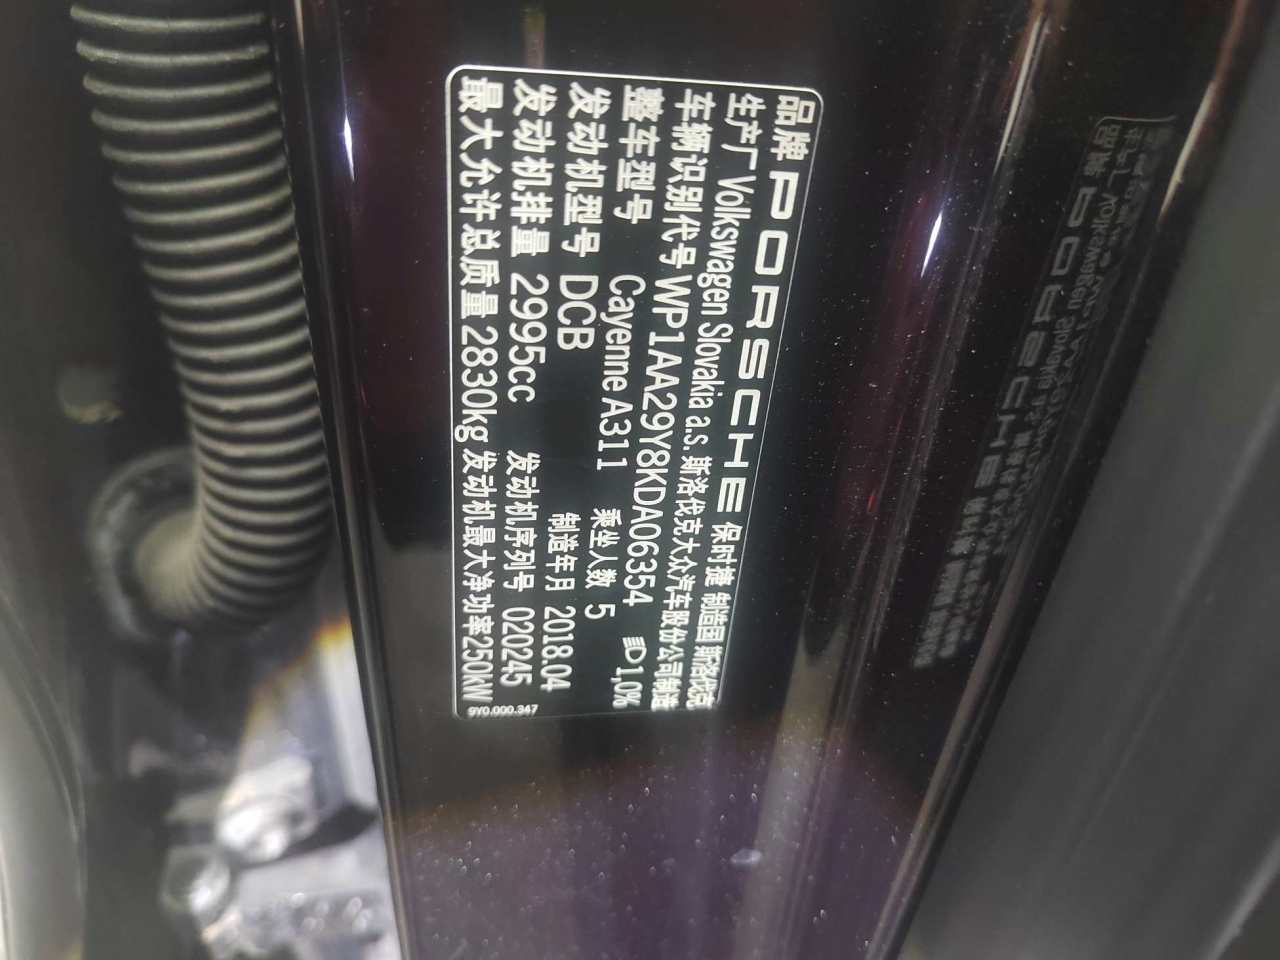 品牌 PORSCHE 保时捷 制造国 斯洛伐克
生产厂 Volkswagen Slovakia a.s. 斯洛伐克大众汽车股份公司制造
车辆识别代号 WP1AA29Y8KDA06354 1,0%
整车型号 Cayenne A311 乘坐人数 5
发动机型号 DCB 制造年月 2018.04
发动机排量 2995cc 发动机序列号 020245
最大允许总质量 2830kg 发动机最大净功率250kW
9Y0.000.347